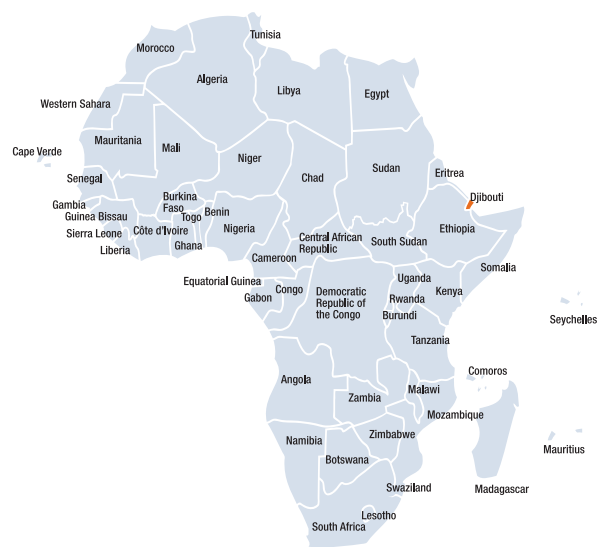 Tunisia
Morocco
Algeria
Libya
Egypt
Western Sahara
Mauritania
Mali
Cape Verde
Niger
Chad
Sudan
Eritrea
Senegal
Djibouti
Burkina
Faso
Gambia
Guinea Bissau
Togo
Benin
Sierra Leone
Côte d'Ivoire
Nigeria
Ethiopia
Liberia
Ghana
Central African
Republic
South Sudan
Cameroon
Somalia
Equatorial Guinea
Gabon
Congo
Democratic
Republic of
the Congo
Uganda
Rwanda
Kenya
Burundi
Seychelles
Tanzania
Comoros
Angola
Malawi
Zambia
Mozambique
Namibia
Zimbabwe
Mauritius
Botswana
Swaziland
Madagascar
Lesotho
South Africa